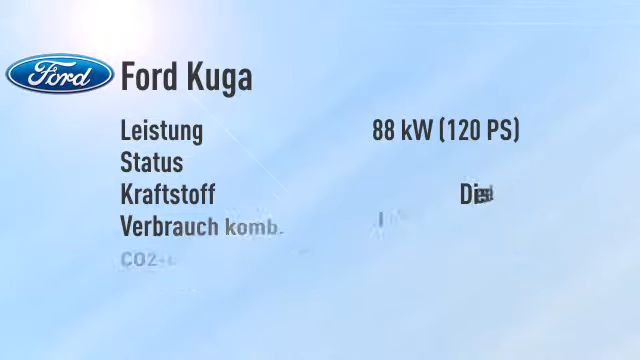 Ford
Ford Kuga
Leistung 88 kW (120 PS)
Status
Kraftstoff
Verbrauch komb.